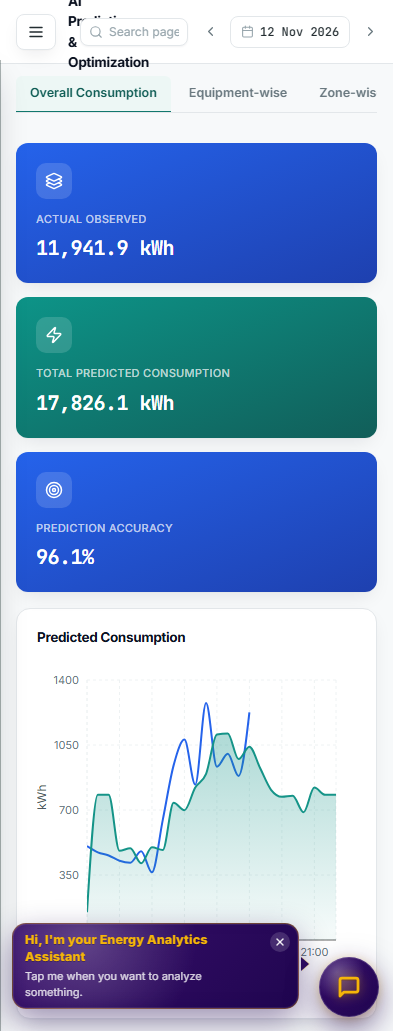 AI
Prediction
&
Optimization
Search page
12 Nov 2026
Overall Consumption
Equipment-wise
Zone-wis
ACTUAL OBSERVED
11,941.9 kWh
TOTAL PREDICTED CONSUMPTION
17,826.1 kWh
PREDICTION ACCURACY
96.1%
Predicted Consumption
1400
1050
700
350
kWh
21:00
Hi, I'm your Energy Analytics
Assistant
Tap me when you want to analyze
something.